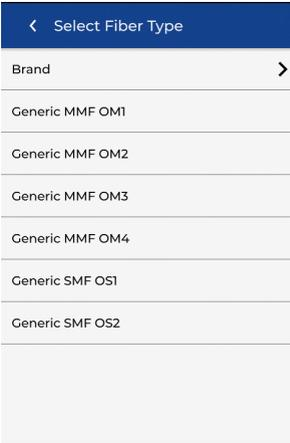 Select Fiber Type
Brand
Generic MMF OM1
Generic MMF OM2
Generic MMF OM3
Generic MMF OM4
Generic SMF OS1
Generic SMF OS2